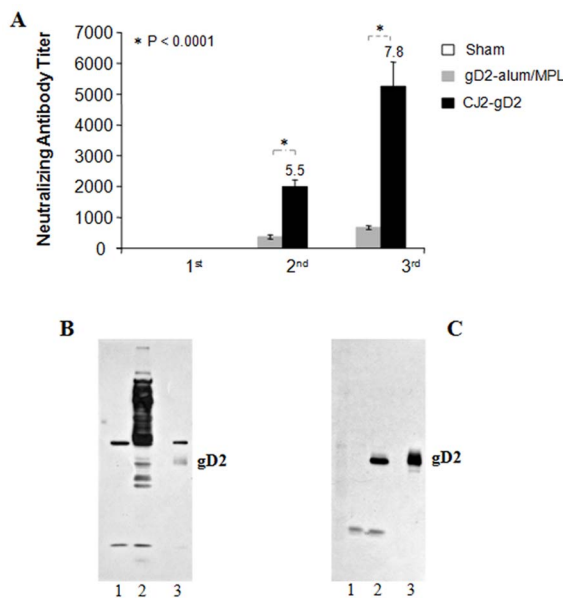 A
Neutralizing Antibody Titer
7000
6000
5000
4000
3000
2000
1000
0
* P < 0.0001
*
5.5
*
7.8
1st
2nd
3rd
Sham
gD2-alum/MPL
CJ2-gD2
B
gD2
1 2 3
C
gD2
1 2 3